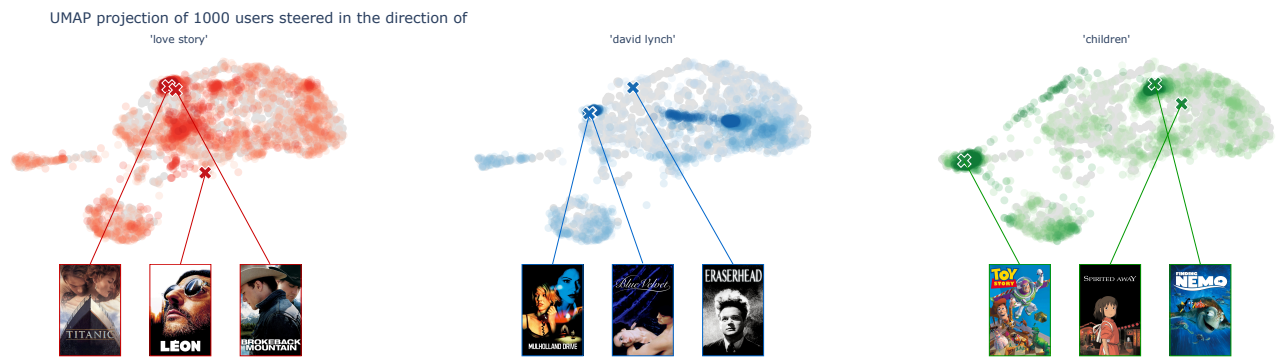 UMAP projection of 1000 users steered in the direction of
'love story'
'david lynch'
'children'
TITANIC
LÉON
BROKEBACK
MOUNTAIN
MULHOLLAND DRIVE
Blue Velvet
ERASERHEAD
TOY
STORY
SPIRITED AWAY
FINDING
NEMO